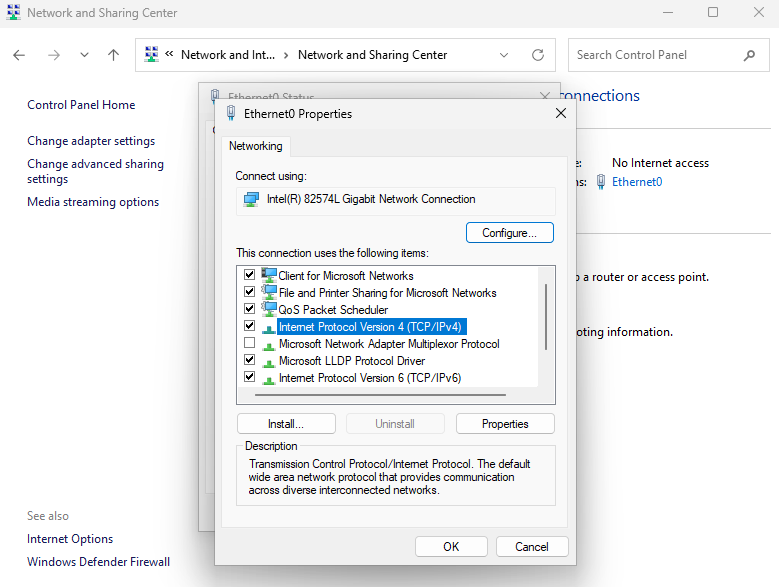 Network and Sharing Center
« Network and Int... › Network and Sharing Center
Search Control Panel
Control Panel Home
Change adapter settings
Change advanced sharing
settings
Media streaming options
See also
Internet Options
Windows Defender Firewall
Ethernet0 Status
onnections
No Internet access
Ethernet0
a router or access point.
oting information.
Ethernet0 Properties
Networking
Connect using:
Intel(R) 82574L Gigabit Network Connection
Configure...
This connection uses the following items:
Client for Microsoft Networks
File and Printer Sharing for Microsoft Networks
QoS Packet Scheduler
Internet Protocol Version 4 (TCP/IPv4)
Microsoft Network Adapter Multiplexor Protocol
Microsoft LLDP Protocol Driver
Internet Protocol Version 6 (TCP/IPv6)
Install...
Uninstall
Properties
Description
Transmission Control Protocol/Internet Protocol. The default
wide area network protocol that provides communication
across diverse interconnected networks.
OK
Cancel